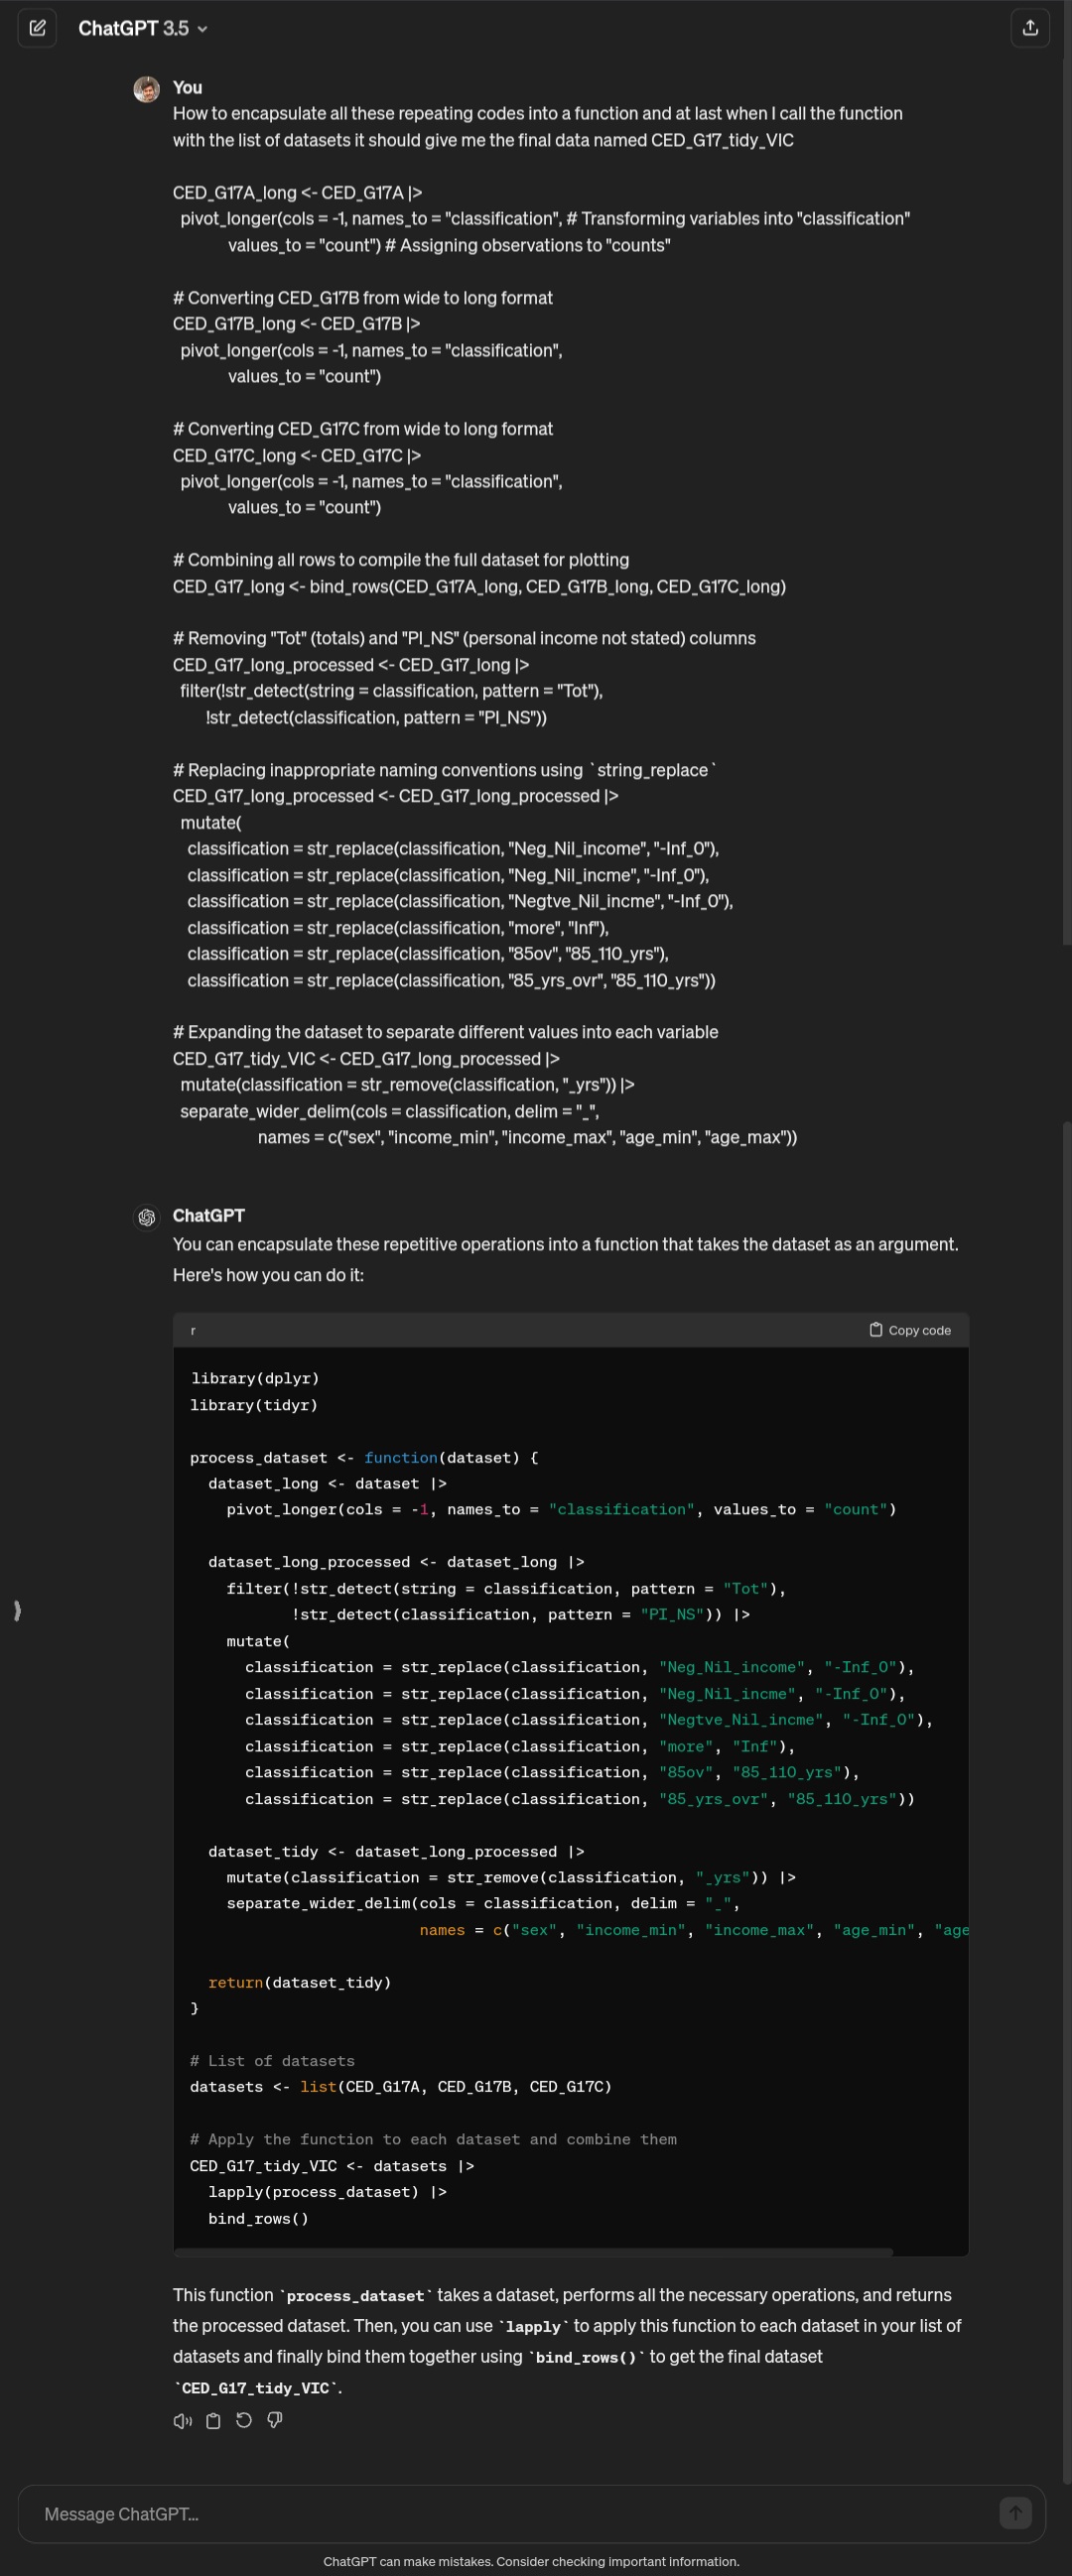 ChatGPT 3.5
You
How to encapsulate all these repeating codes into a function and at last when I call the function
with the list of datasets it should give me the final data named CED_G17_tidy_VIC
CED_G17A_long <- CED_G17A |>
pivot_longer(cols = -1, names_to = "classification", # Transforming variables into "classification"
values_to = "count") # Assigning observations to "counts"
# Converting CED_G17B from wide to long format
CED_G17B_long <- CED_G17B |>
pivot_longer(cols = -1, names_to = "classification",
values_to = "count")
# Converting CED_G17C from wide to long format
CED_G17C_long <- CED_G17C |>
pivot_longer(cols = -1, names_to = "classification",
values_to = "count")
# Combining all rows to compile the full dataset for plotting
CED_G17_long <- bind_rows(CED_G17A_long, CED_G17B_long, CED_G17C_long)
# Removing "Tot" (totals) and "PI_NS" (personal income not stated) columns
CED_G17_long_processed <- CED_G17_long |>
filter(!str_detect(string = classification, pattern = "Tot"),
!str_detect(classification, pattern = "PI_NS"))
# Replacing inappropriate naming conventions using `string_replace`
CED_G17_long_processed <- CED_G17_long_processed |>
mutate(
classification = str_replace(classification, "Neg_Nil_income", "-Inf_0"),
classification = str_replace(classification, "Neg_Nil_incme", "-Inf_0"),
classification = str_replace(classification, "Negtve_Nil_incme", "-Inf_0"),
classification = str_replace(classification, "more", "Inf"),
classification = str_replace(classification, "85ov", "85_110_yrs"),
classification = str_replace(classification, "85_yrs_ovr", "85_110_yrs"))
# Expanding the dataset to separate different values into each variable
CED_G17_tidy_VIC <- CED_G17_long_processed |>
mutate(classification = str_remove(classification, "_yrs")) |>
separate_wider_delim(cols = classification, delim = "_",
names = c("sex", "income_min", "income_max", "age_min", "age_max"))
ChatGPT
You can encapsulate these repetitive operations into a function that takes the dataset as an argument.
Here's how you can do it:
r
Copy code
library(dplyr)
library(tidyr)
process_dataset <- function(dataset) {
dataset_long <- dataset |>
pivot_longer(cols = -1, names_to = "classification", values_to = "count")
dataset_long_processed <- dataset_long |>
filter(!str_detect(string = classification, pattern = "Tot"),
!str_detect(classification, pattern = "PI_NS")) |>
mutate(
classification = str_replace(classification, "Neg_Nil_income", "-Inf_0"),
classification = str_replace(classification, "Neg_Nil_incme", "-Inf_0"),
classification = str_replace(classification, "Negtve_Nil_incme", "-Inf_0"),
classification = str_replace(classification, "more", "Inf"),
classification = str_replace(classification, "85ov", "85_110_yrs"),
classification = str_replace(classification, "85_yrs_ovr", "85_110_yrs"))
dataset_tidy <- dataset_long_processed |>
mutate(classification = str_remove(classification, "_yrs")) |>
separate_wider_delim(cols = classification, delim = "_",
names = c("sex", "income_min", "income_max", "age_min", "age
return(dataset_tidy)
}
# List of datasets
datasets <- list(CED_G17A, CED_G17B, CED_G17C)
# Apply the function to each dataset and combine them
CED_G17_tidy_VIC <- datasets |>
lapply(process_dataset) |>
bind_rows()
This function `process_dataset` takes a dataset, performs all the necessary operations, and returns
the processed dataset. Then, you can use `lapply` to apply this function to each dataset in your list of
datasets and finally bind them together using `bind_rows()` to get the final dataset
`CED_G17_tidy_VIC`.
Message ChatGPT...
ChatGPT can make mistakes. Consider checking important information.